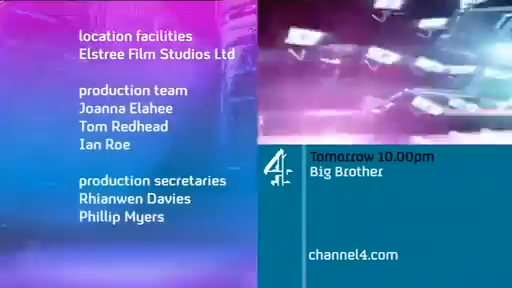 location facilities
Elstree Film Studios Ltd
production team
Joanna Elahee
Tom Redhead
Ian Roe
production secretaries
Rhianwen Davies
Phillip Myers
4
Tomorrow 10.00pm
Big Brother
channel4.com